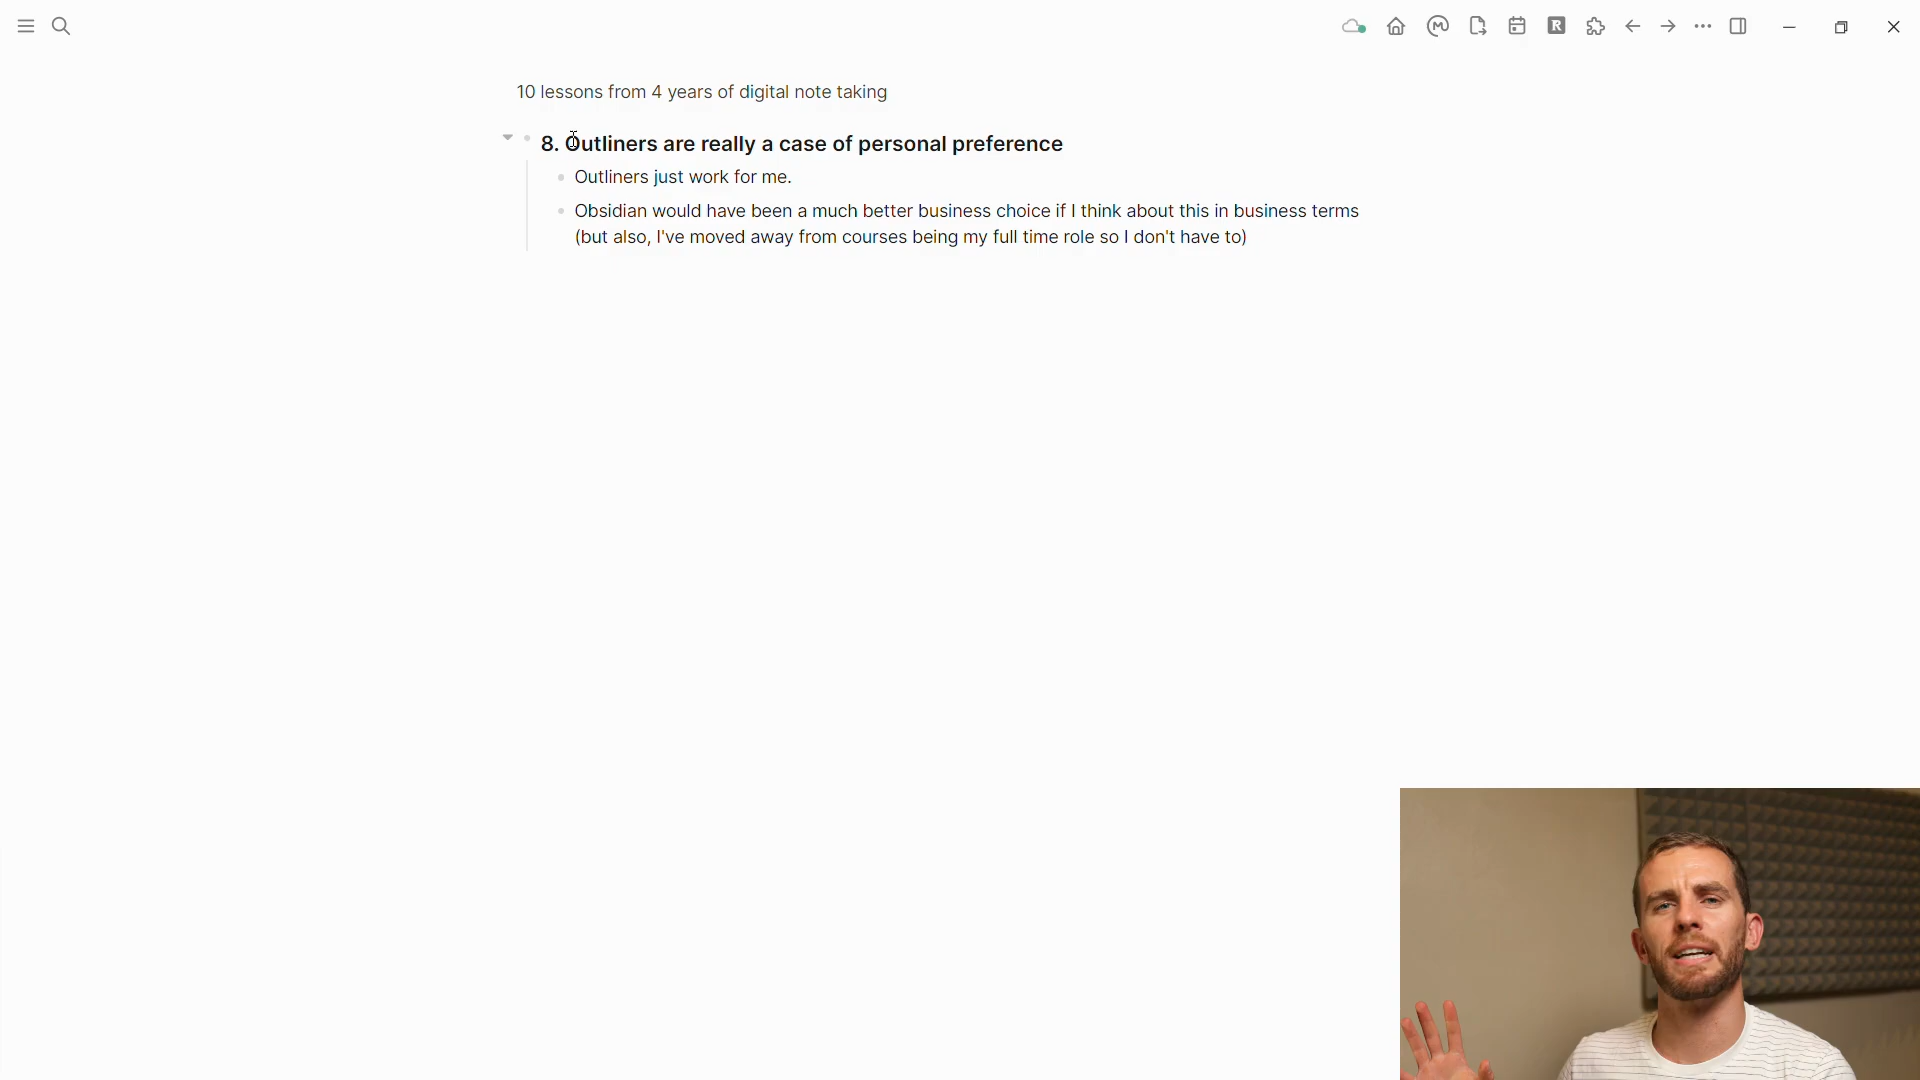 10 lessons from 4 years of digital note taking
8. Outliners are really a case of personal preference
Outliners just work for me.
Obsidian would have been a much better business choice if I think about this in business terms
(but also, I've moved away from courses being my full time role so I don't have to)